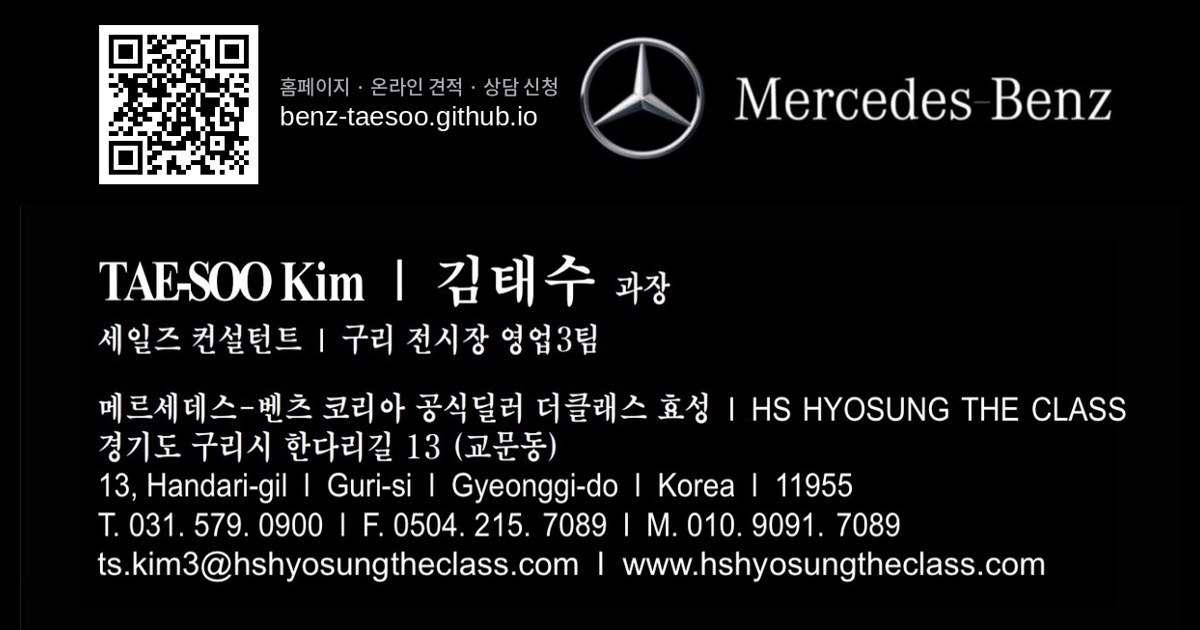 홈페이지 · 온라인 견적 · 상담 신청
benz-taesoo.github.io
Mercedes-Benz
TAE-SOO Kim ㅣ 김태수 과장
세일즈 컨설턴트 ㅣ 구리 전시장 영업3팀
메르세데스-벤츠 코리아 공식딜러 더클래스 효성 ㅣ HS HYOSUNG THE CLASS
경기도 구리시 한다리길 13 (교문동)
13, Handari-gil ㅣ Guri-si ㅣ Gyeonggi-do ㅣ Korea ㅣ 11955
T. 031. 579. 0900 ㅣ F. 0504. 215. 7089 ㅣ M. 010. 9091. 7089
ts.kim3@hshyosungtheclass.com ㅣ www.hshyosungtheclass.com